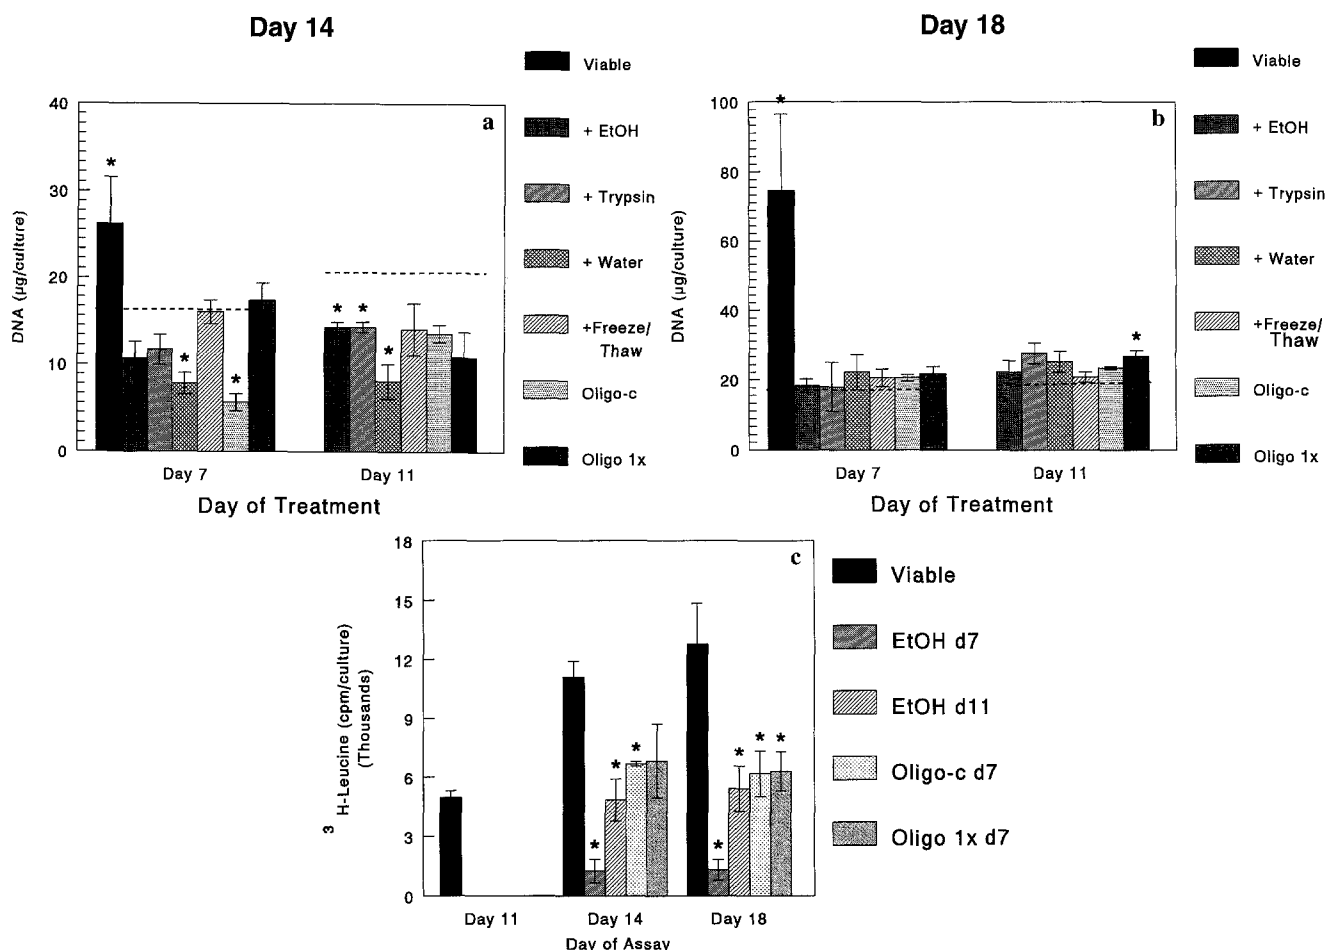 Day 14
Day 18
a
DNA (µg/culture)
40
30
20
10
0
*
*
*
*
*
*
Day 7
Day 11
Day of Treatment
Viable
+ EtOH
+ Trypsin
+ Water
+Freeze/
Thaw
Oligo-c
Oligo 1x
b
DNA (µg/culture)
100
80
60
40
20
0
*
*
Day 7
Day 11
Day of Treatment
Viable
+ EtOH
+ Trypsin
+ Water
+Freeze/
Thaw
Oligo-c
Oligo 1x
c
3 H-Leucine (cpm/culture)
(Thousands)
18
15
12
9
6
3
0
*
*
*
*
*
*
*
Day 11
Day 14
Day 18
Day of Assay
Viable
EtOH d7
EtOH d11
Oligo-c d7
Oligo 1x d7